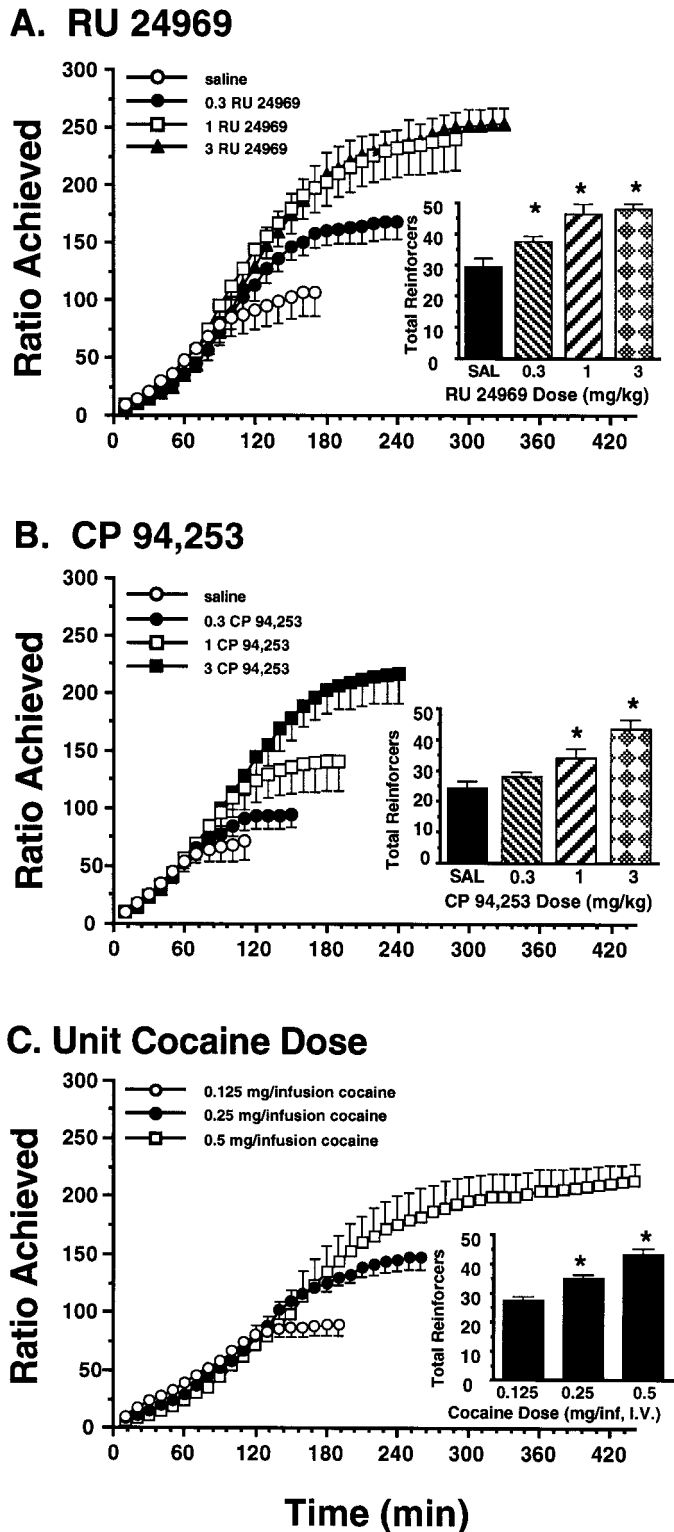 A. RU 24969
300
250
200
150
100
50
0
Ratio Achieved
saline
0.3 RU 24969
1 RU 24969
3 RU 24969
50
40
30
20
10
0
Total Reinforcers
* * *
SAL 0.3 1 3
RU 24969 Dose (mg/kg)
0 60 120 180 240 300 360 420
B. CP 94,253
300
250
200
150
100
50
0
Ratio Achieved
saline
0.3 CP 94,253
1 CP 94,253
3 CP 94,253
50
40
30
20
10
0
Total Reinforcers
* *
SAL 0.3 1 3
CP 94,253 Dose (mg/kg)
0 60 120 180 240 300 360 420
C. Unit Cocaine Dose
300
250
200
150
100
50
0
Ratio Achieved
0.125 mg/infusion cocaine
0.25 mg/infusion cocaine
0.5 mg/infusion cocaine
50
40
30
20
10
0
Total Reinforcers
* *
0.125 0.25 0.5
Cocaine Dose (mg/inf, I.V.)
0 60 120 180 240 300 360 420
Time (min)